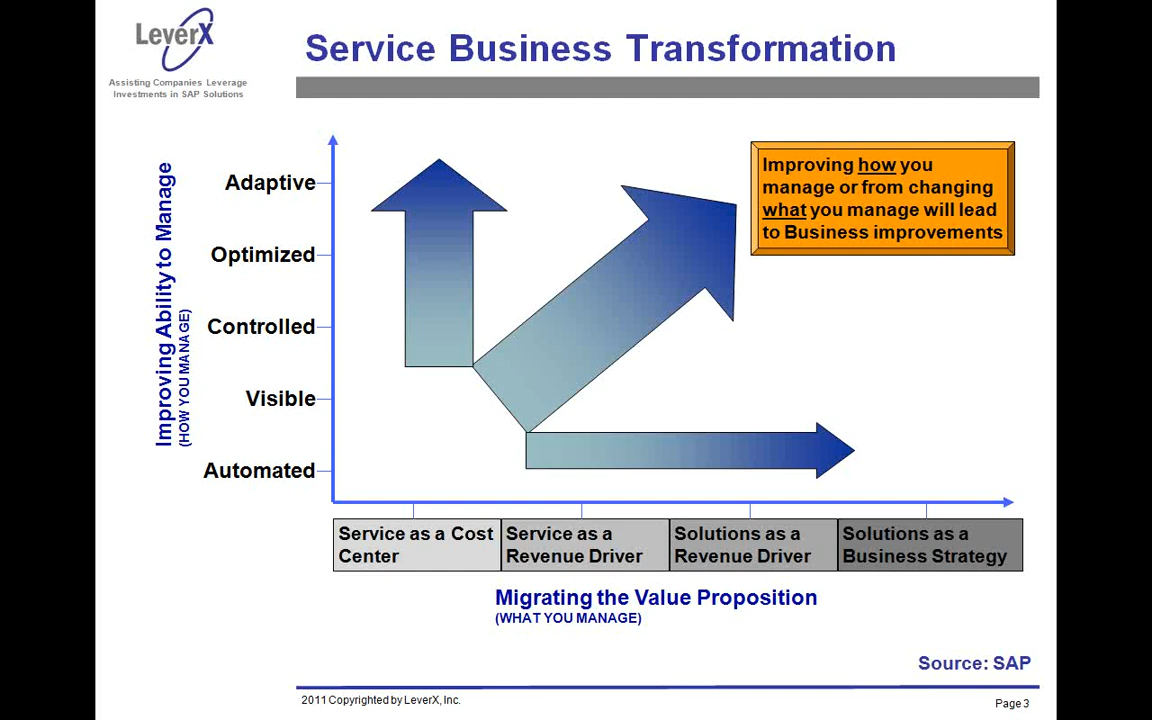 LeverX
Assisting Companies Leverage
Investments in SAP Solutions
Service Business Transformation
Improving Ability to Manage
(HOW YOU MANAGE)
Adaptive
Optimized
Controlled
Visible
Automated
Improving how you
manage or from changing
what you manage will lead
to Business improvements
Service as a Cost
Center
Service as a
Revenue Driver
Solutions as a
Revenue Driver
Solutions as a
Business Strategy
Migrating the Value Proposition
(WHAT YOU MANAGE)
Source: SAP
2011 Copyrighted by LeverX, Inc.
Page 3